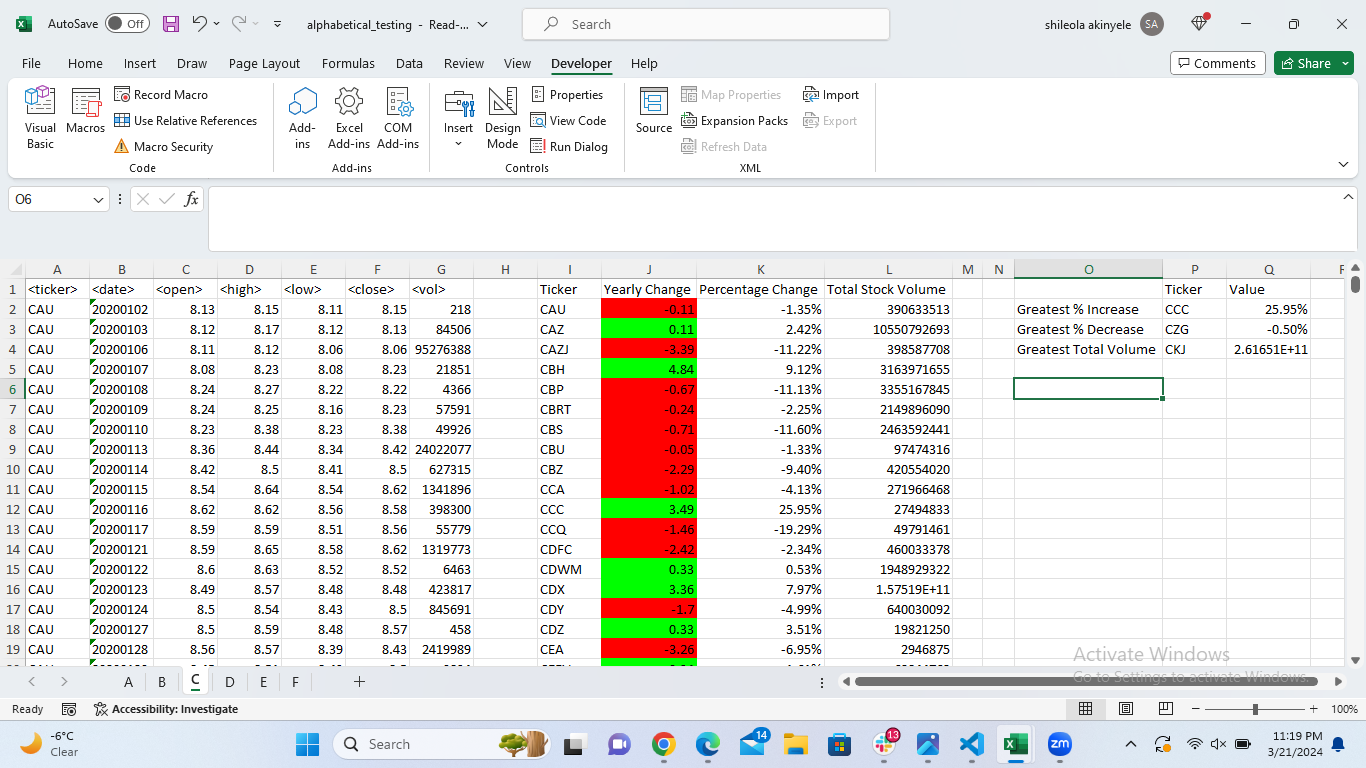 AutoSave Off alphabetical_testing - Read-... Search shileola akinyele SA
File Home Insert Draw Page Layout Formulas Data Review View Developer Help Comments Share
Visual Basic Macros Record Macro Use Relative References Macro Security Code
Add-ins Excel Add-ins COM Add-ins Add-ins
Insert Design Mode Properties View Code Run Dialog Controls
Source Map Properties Expansion Packs Refresh Data Import Export XML
O6 fx
A B C D E F G H I J K L M N O P Q
1 <ticker> <date> <open> <high> <low> <close> <vol> Ticker Yearly Change Percentage Change Total Stock Volume Ticker Value
2 CAU 20200102 8.13 8.15 8.11 8.15 218 CAU -0.11 -1.35% 390633513 Greatest % Increase CCC 25.95%
3 CAU 20200103 8.12 8.17 8.12 8.13 84506 CAZ 0.11 2.42% 10550792693 Greatest % Decrease CZG -0.50%
4 CAU 20200106 8.11 8.12 8.06 8.06 95276388 CAZJ -3.39 -11.22% 398587708 Greatest Total Volume CKJ 2.61651E+11
5 CAU 20200107 8.08 8.23 8.08 8.23 21851 CBH 4.84 9.12% 3163971655
6 CAU 20200108 8.24 8.27 8.22 8.22 4366 CBP -0.67 -11.13% 3355167845
7 CAU 20200109 8.24 8.25 8.16 8.23 57591 CBRT -0.24 -2.25% 2149896090
8 CAU 20200110 8.23 8.38 8.23 8.38 49926 CBS -0.71 -11.60% 2463592441
9 CAU 20200113 8.36 8.44 8.34 8.42 24022077 CBU -0.05 -1.33% 97474316
10 CAU 20200114 8.42 8.5 8.41 8.5 627315 CBZ -2.29 -9.40% 420554020
11 CAU 20200115 8.54 8.64 8.54 8.62 1341896 CCA -1.02 -4.13% 271966468
12 CAU 20200116 8.62 8.62 8.56 8.58 398300 CCC 3.49 25.95% 27494833
13 CAU 20200117 8.59 8.59 8.51 8.56 55779 CCQ -1.46 -19.29% 49791461
14 CAU 20200121 8.59 8.65 8.58 8.62 1319773 CDFC -2.42 -2.34% 460033378
15 CAU 20200122 8.6 8.63 8.52 8.52 6463 CDWM 0.33 0.53% 1948929322
16 CAU 20200123 8.49 8.57 8.48 8.48 423817 CDX 3.36 7.97% 1.57519E+11
17 CAU 20200124 8.5 8.54 8.43 8.5 845691 CDY -1.7 -4.99% 640030092
18 CAU 20200127 8.5 8.59 8.48 8.57 458 CDZ 0.33 3.51% 19821250
19 CAU 20200128 8.56 8.57 8.39 8.43 2419989 CEA -3.26 -6.95% 2946875
Activate Windows
Go to Settings to activate Windows.
A B C D E F
Ready Accessibility: Investigate 100%
-6°C Clear Search 14 13 zm 11:19 PM 3/21/2024